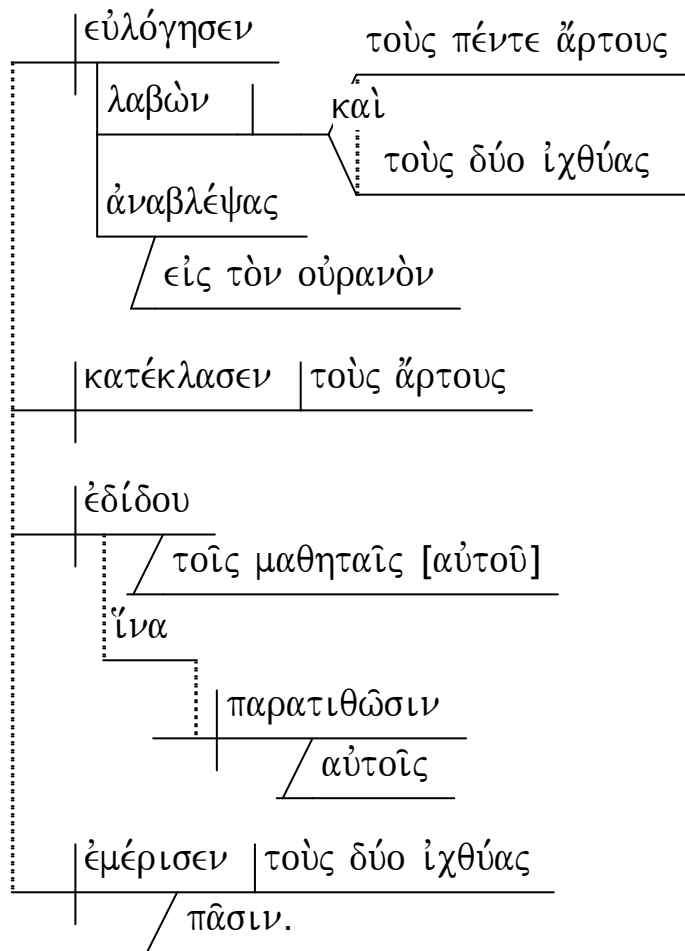 εὐλόγησεν
τοὺς πέντε ἄρτους
λαβὼν
καὶ
τοὺς δύο ἰχθύας
ἀναβλέψας
εἰς τὸν οὐρανὸν
κατέκλασεν τοὺς ἄρτους
ἐδίδου
τοῖς μαθηταῖς [αὐτοῦ]
ἵνα
παρατιθῶσιν
αὐτοῖς
ἐμέρισεν τοὺς δύο ἰχθύας
πᾶσιν.